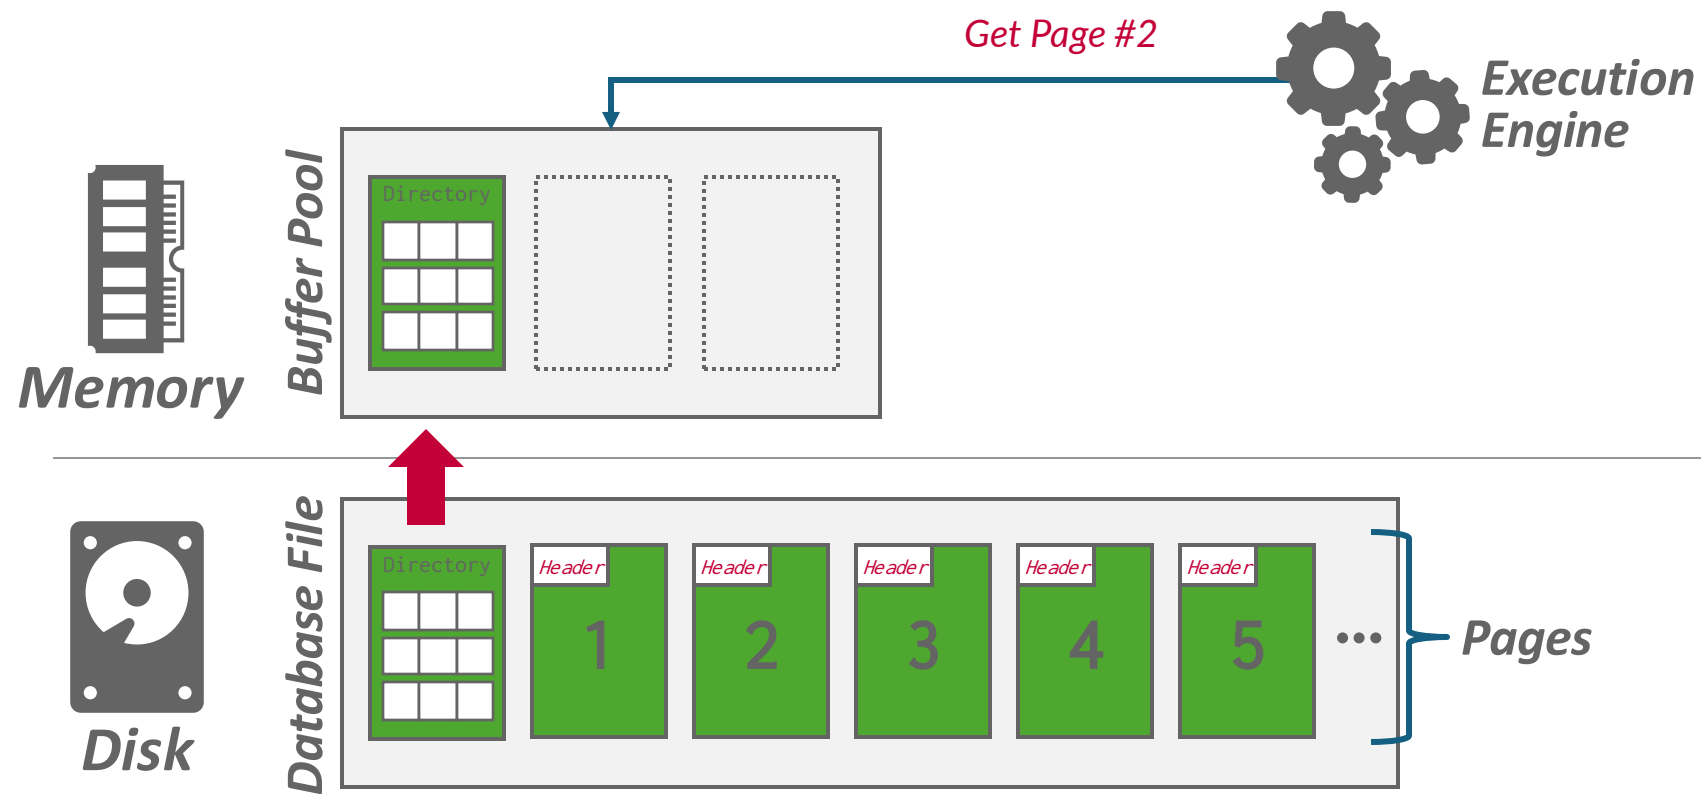 Get Page #2
Execution
Engine
Buffer Pool
Directory
Memory
Database File
Directory
Header
Header
Header
Header
Header
1
2
3
4
5
...
Pages
Disk